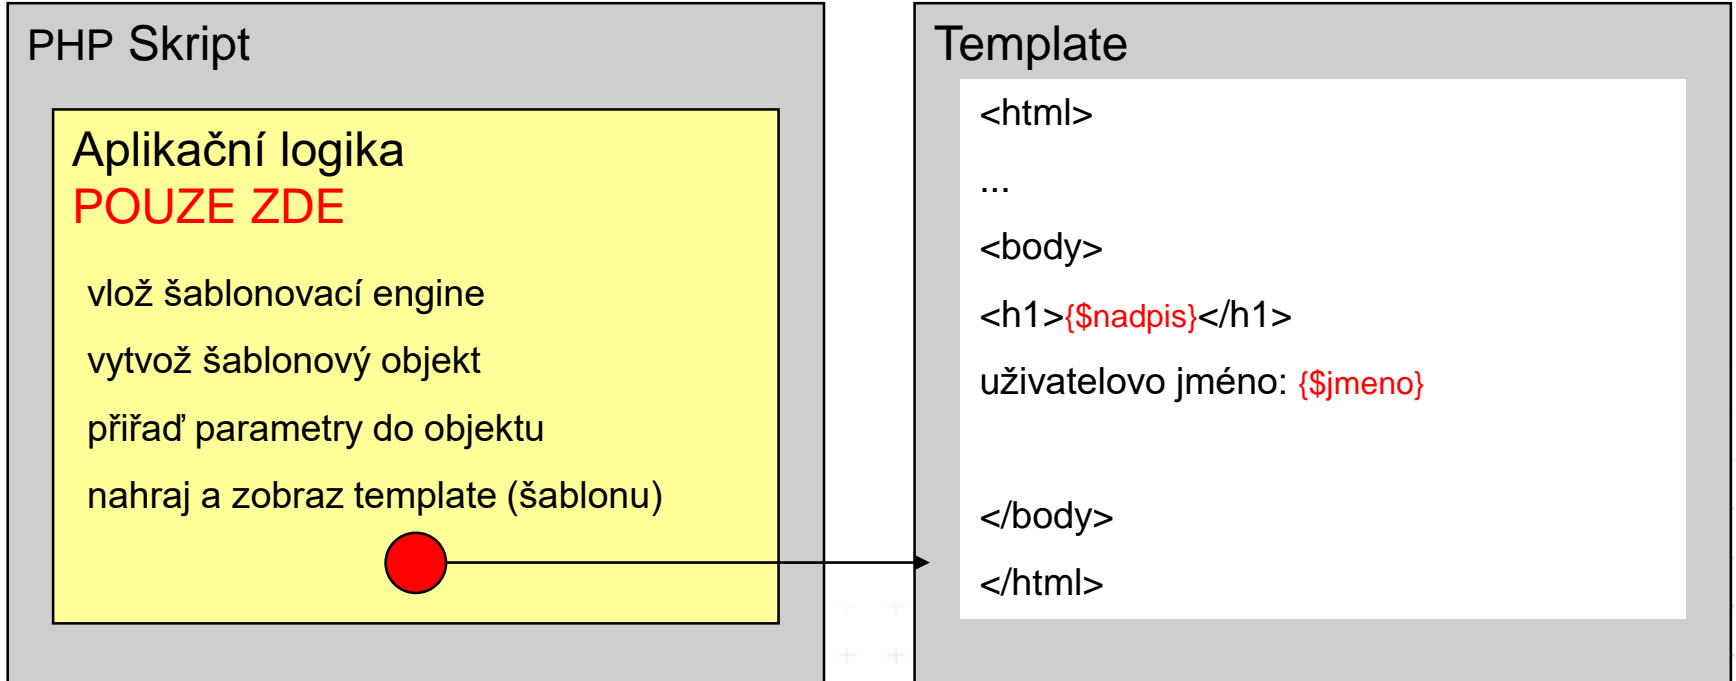 PHP Skript
Aplikační logika
POUZE ZDE
vlož šablonovací engine
vytvož šablonový objekt
přiřaď parametry do objektu
nahraj a zobraz template (šablonu)
Template
<html>
...
<body>
<h1>{$nadpis}</h1>
uživatelovo jméno: {$jmeno}
</body>
</html>